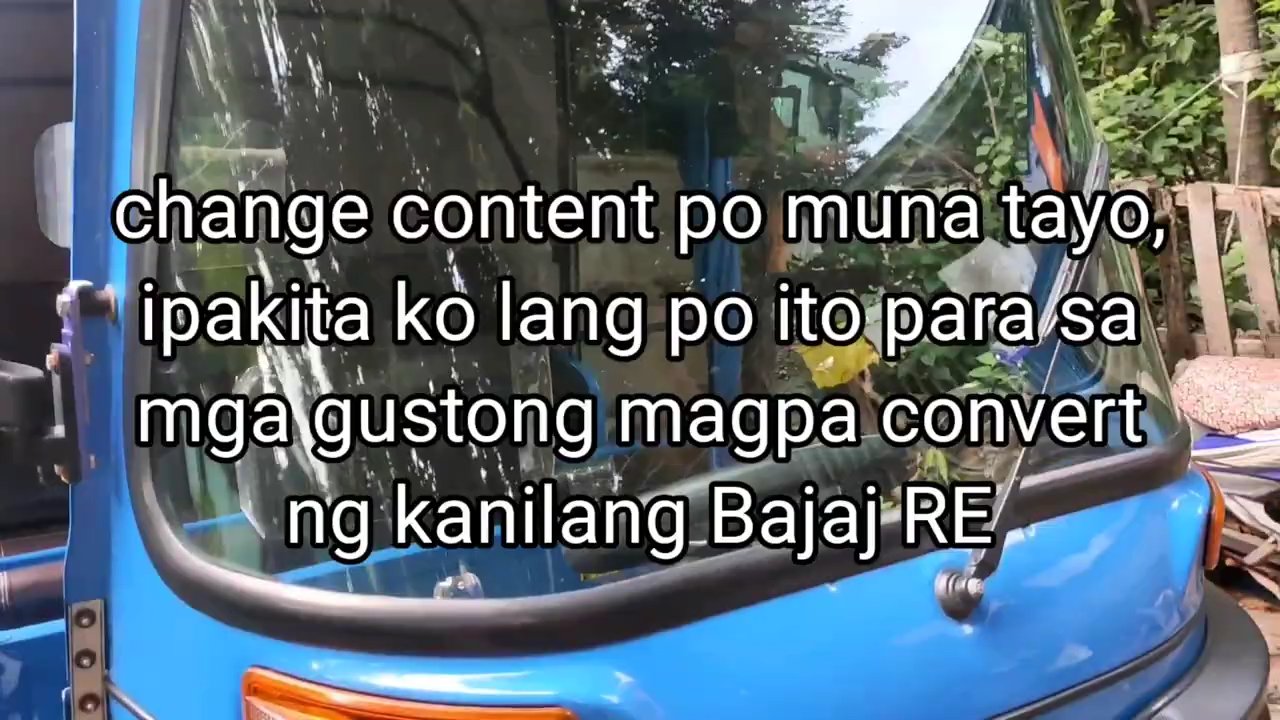 change content po muna tayo,
ipakita ko lang po ito para sa
mga gustong magpa convert
ng kanilang Bajaj RE